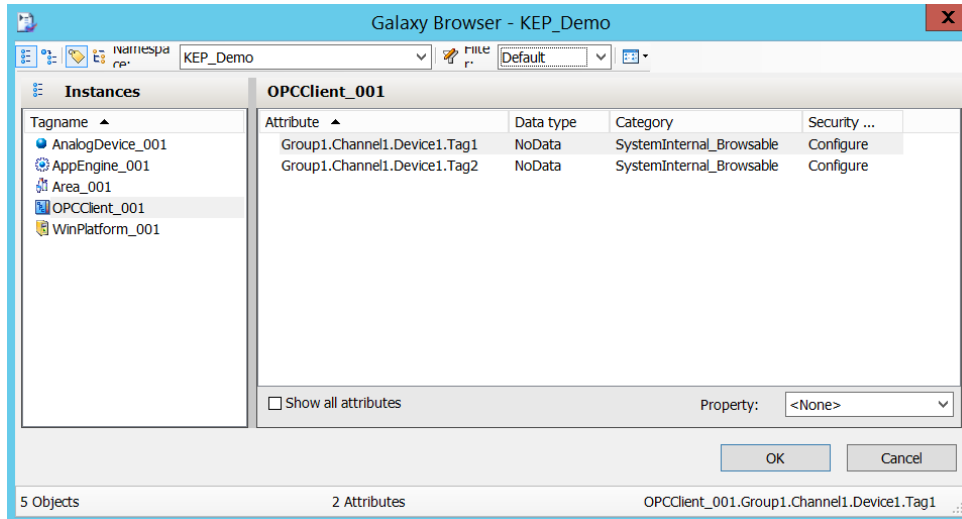 Galaxy Browser - KEP_Demo
X
Namespace: KEP_Demo Filter: Default
Instances
OPCClient_001
Tagname
AnalogDevice_001
AppEngine_001
Area_001
OPCClient_001
WinPlatform_001
Attribute Data type Category Security ...
Group1.Channel1.Device1.Tag1 NoData SystemInternal_Browsable Configure
Group1.Channel1.Device1.Tag2 NoData SystemInternal_Browsable Configure
Show all attributes Property: <None>
OK Cancel
5 Objects 2 Attributes OPCClient_001.Group1.Channel1.Device1.Tag1